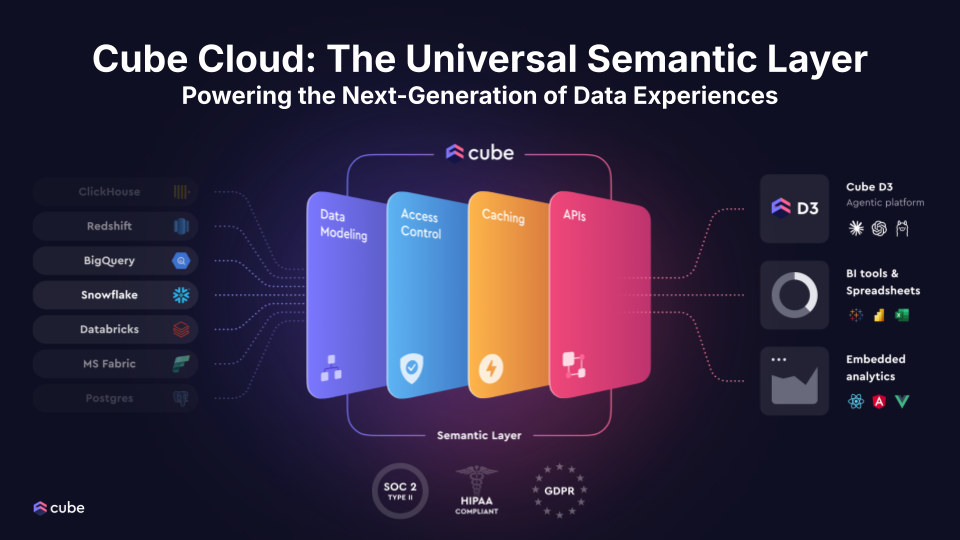 Cube Cloud: The Universal Semantic Layer
Powering the Next-Generation of Data Experiences
cube
ClickHouse
Redshift
BigQuery
Snowflake
Databricks
MS Fabric
Postgres
Data
Modeling
Access
Control
Caching
APIs
Semantic Layer
D3
Cube D3
Agentic platform
BI tools &
Spreadsheets
Embedded
analytics
SOC 2
TYPE II
HIPAA
COMPLIANT
GDPR
cube